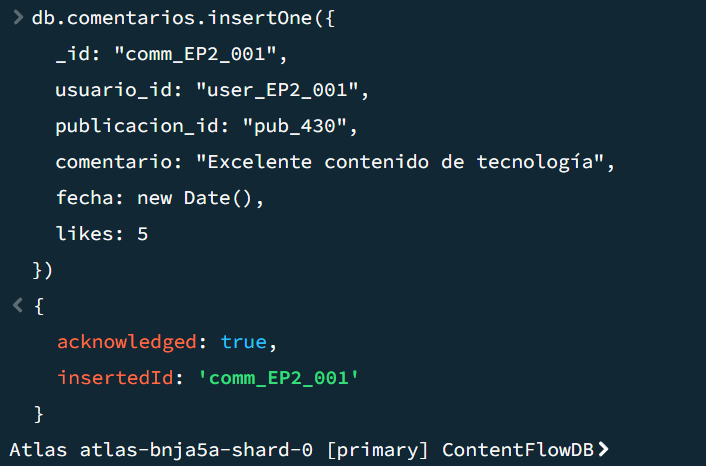 > db.comentarios.insertOne({
_id: "comm_EP2_001",
usuario_id: "user_EP2_001",
publicacion_id: "pub_430",
comentario: "Excelente contenido de tecnología",
fecha: new Date(),
likes: 5
})
< {
acknowledged: true,
insertedId: 'comm_EP2_001'
}
Atlas atlas-bnja5a-shard-0 [primary] ContentFlowDB>